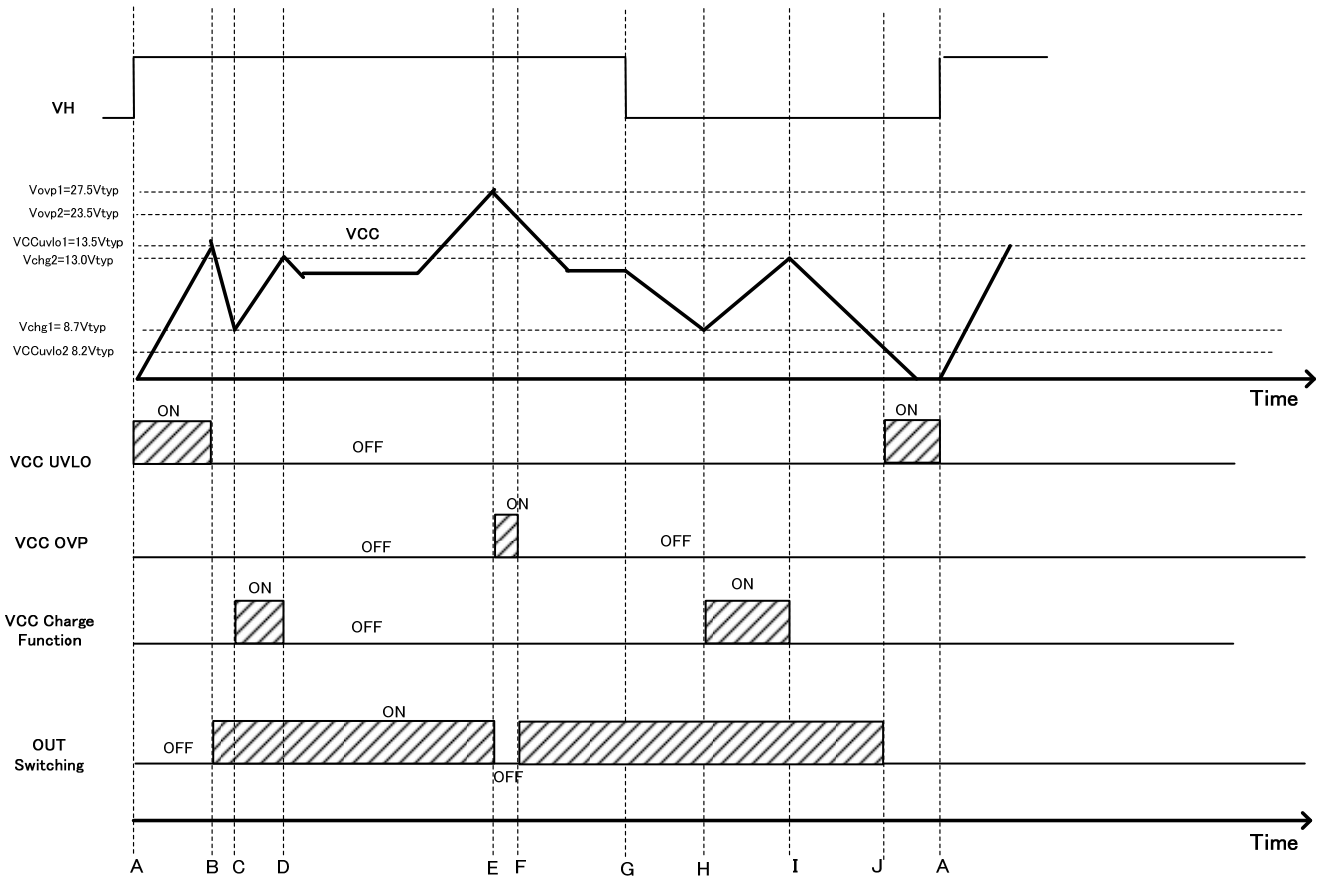 VH
Vovp1=27.5Vtyp
Vovp2=23.5Vtyp
VCC
VCCuvlo1=13.5Vtyp
Vchg2=13.0Vtyp
Vchg1= 8.7Vtyp
VCCuvlo2 8.2Vtyp
Time
ON
ON
OFF
VCC UVLO
ON
OFF
OFF
VCC OVP
ON
ON
VCC Charge
Function
OFF
ON
OFF
OUT
Switching
OFF
Time
A B C D E F G H I J A